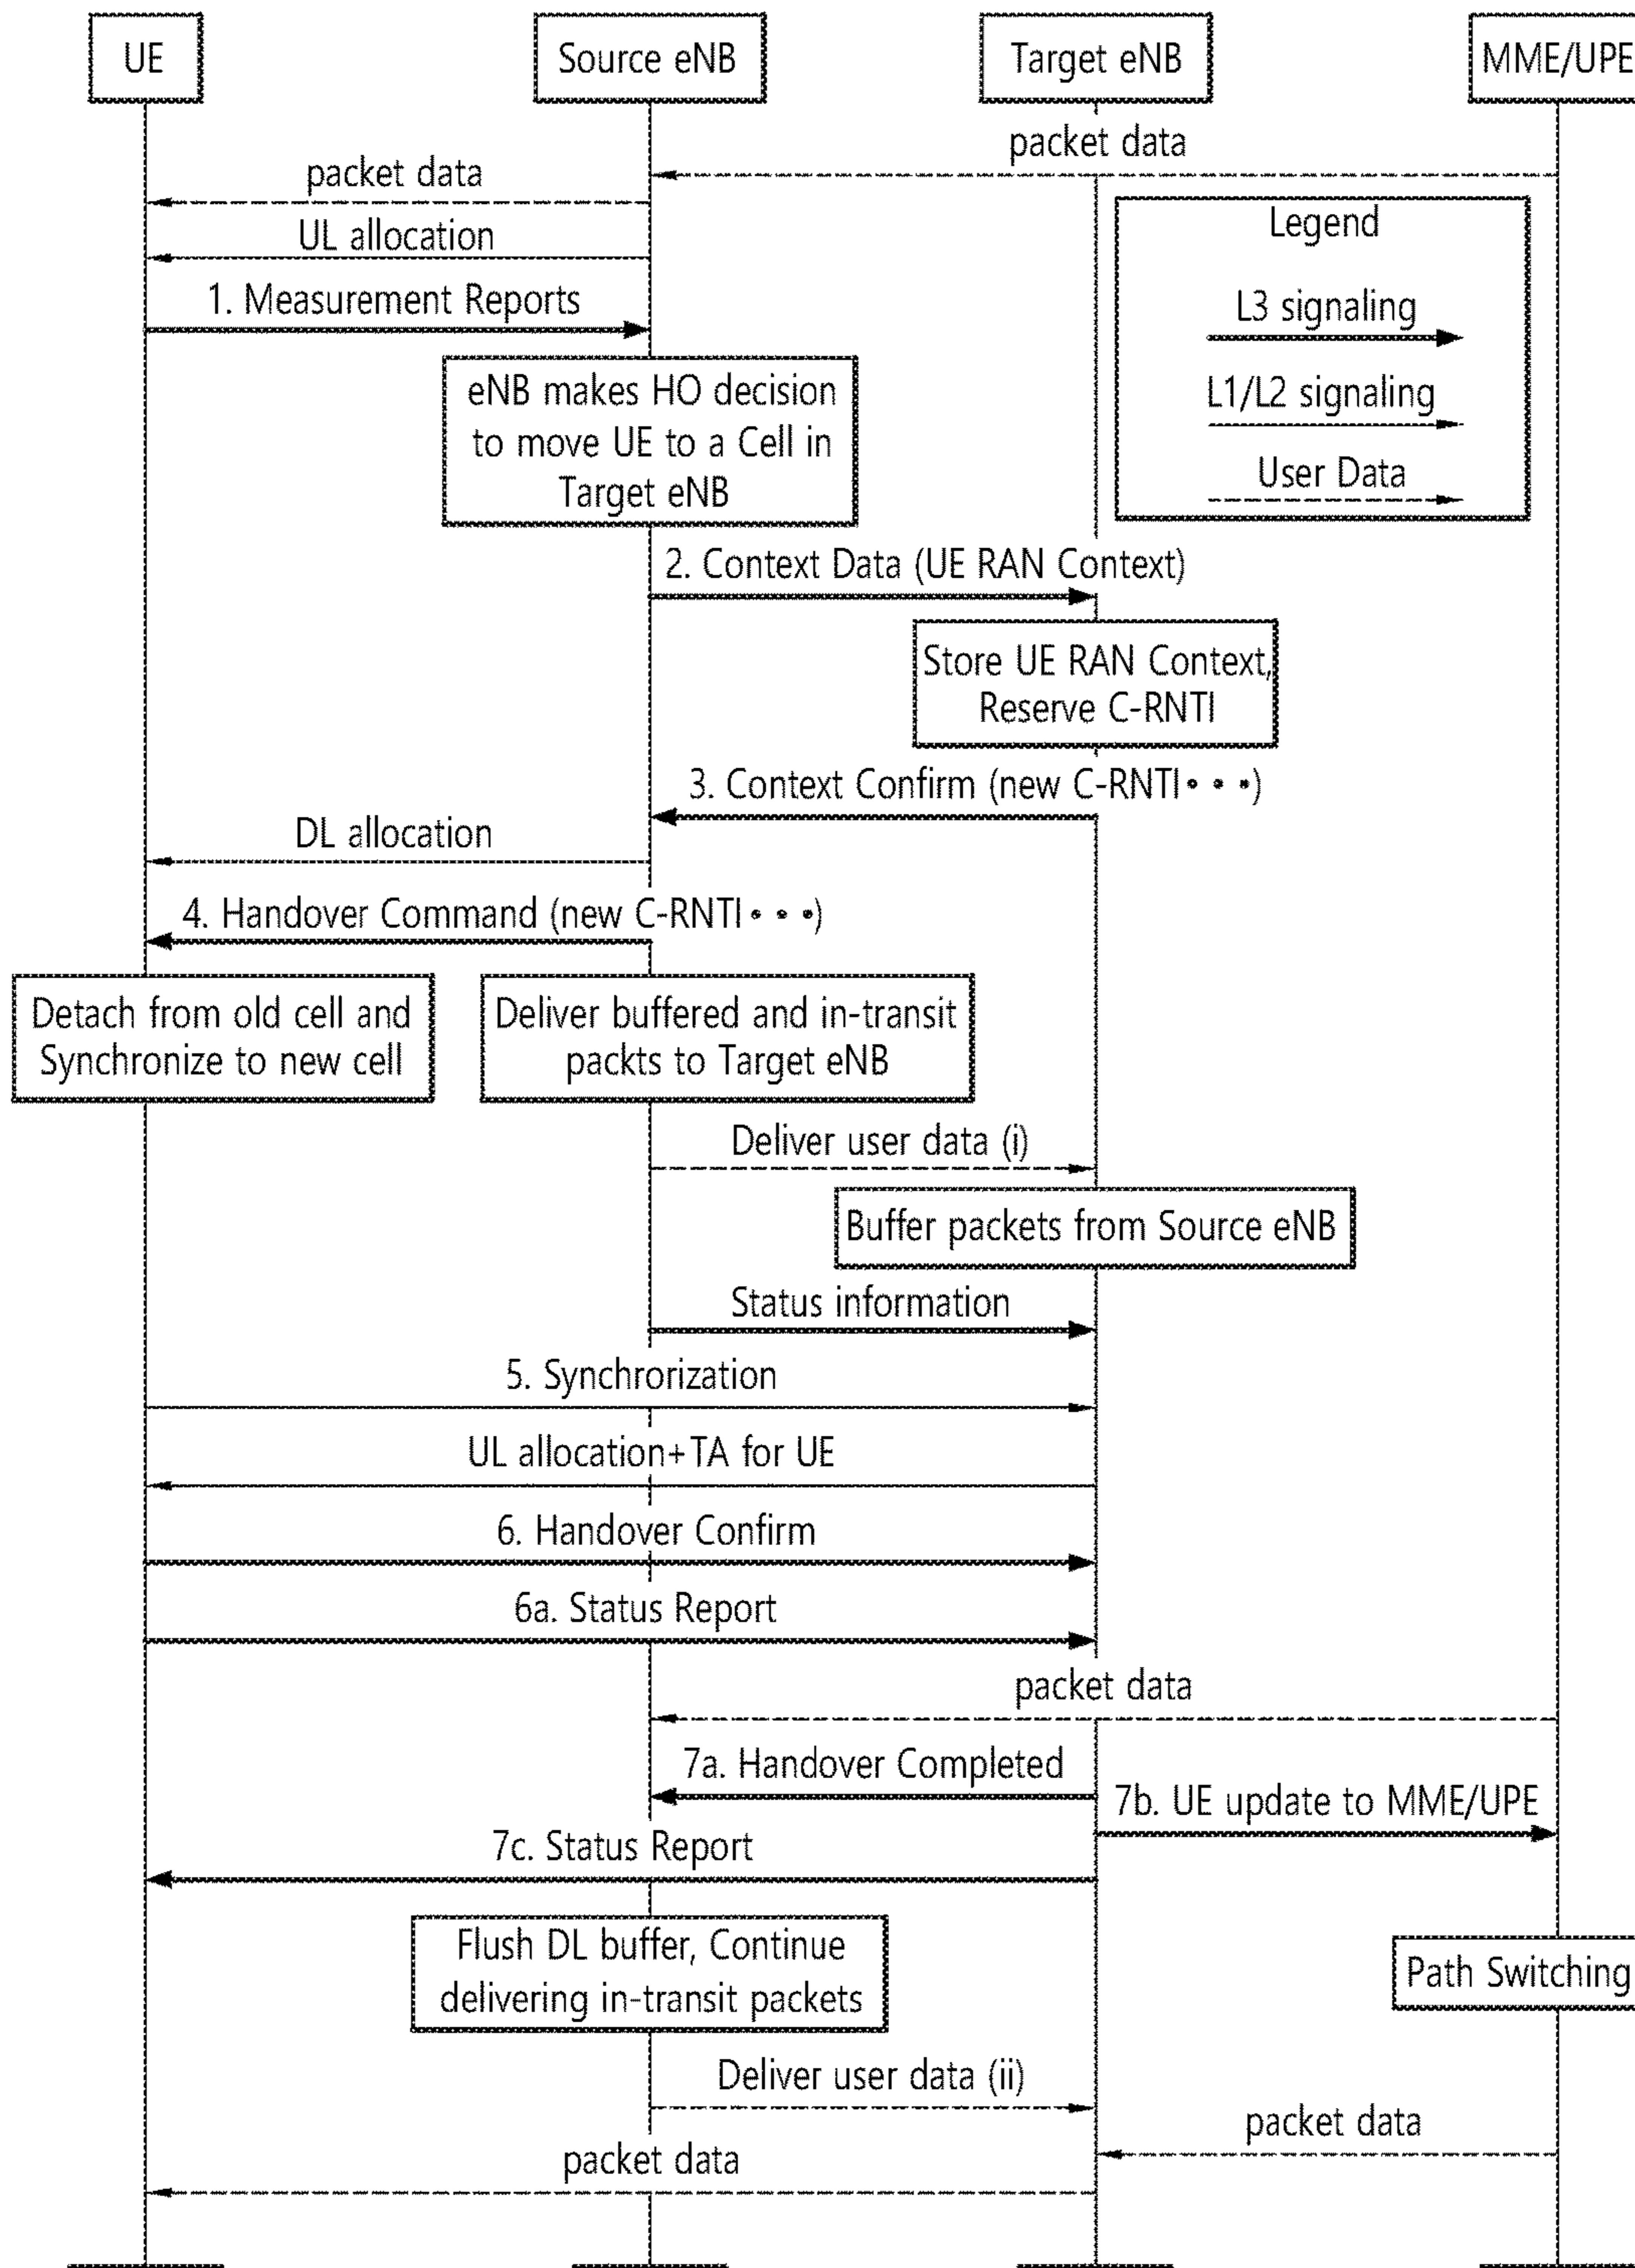 UE
Source eNB
Target eNB
MME/UPE
packet data
packet data
UL allocation
Legend
L3 signaling
L1/L2 signaling
User Data
1. Measurement Reports
eNB makes HO decision
to move UE to a Cell in
Target eNB
2. Context Data (UE RAN Context)
Store UE RAN Context,
Reserve C-RNTI
3. Context Confirm (new C-RNTI• • •)
DL allocation
4. Handover Command (new C-RNTI• • •)
Detach from old cell and
Synchronize to new cell
Deliver buffered and in-transit
packts to Target eNB
Deliver user data (i)
Buffer packets from Source eNB
Status information
5. Synchrorization
UL allocation+TA for UE
6. Handover Confirm
6a. Status Report
packet data
7a. Handover Completed
7b. UE update to MME/UPE
7c. Status Report
Flush DL buffer, Continue
delivering in-transit packets
Path Switching
Deliver user data (ii)
packet data
packet data